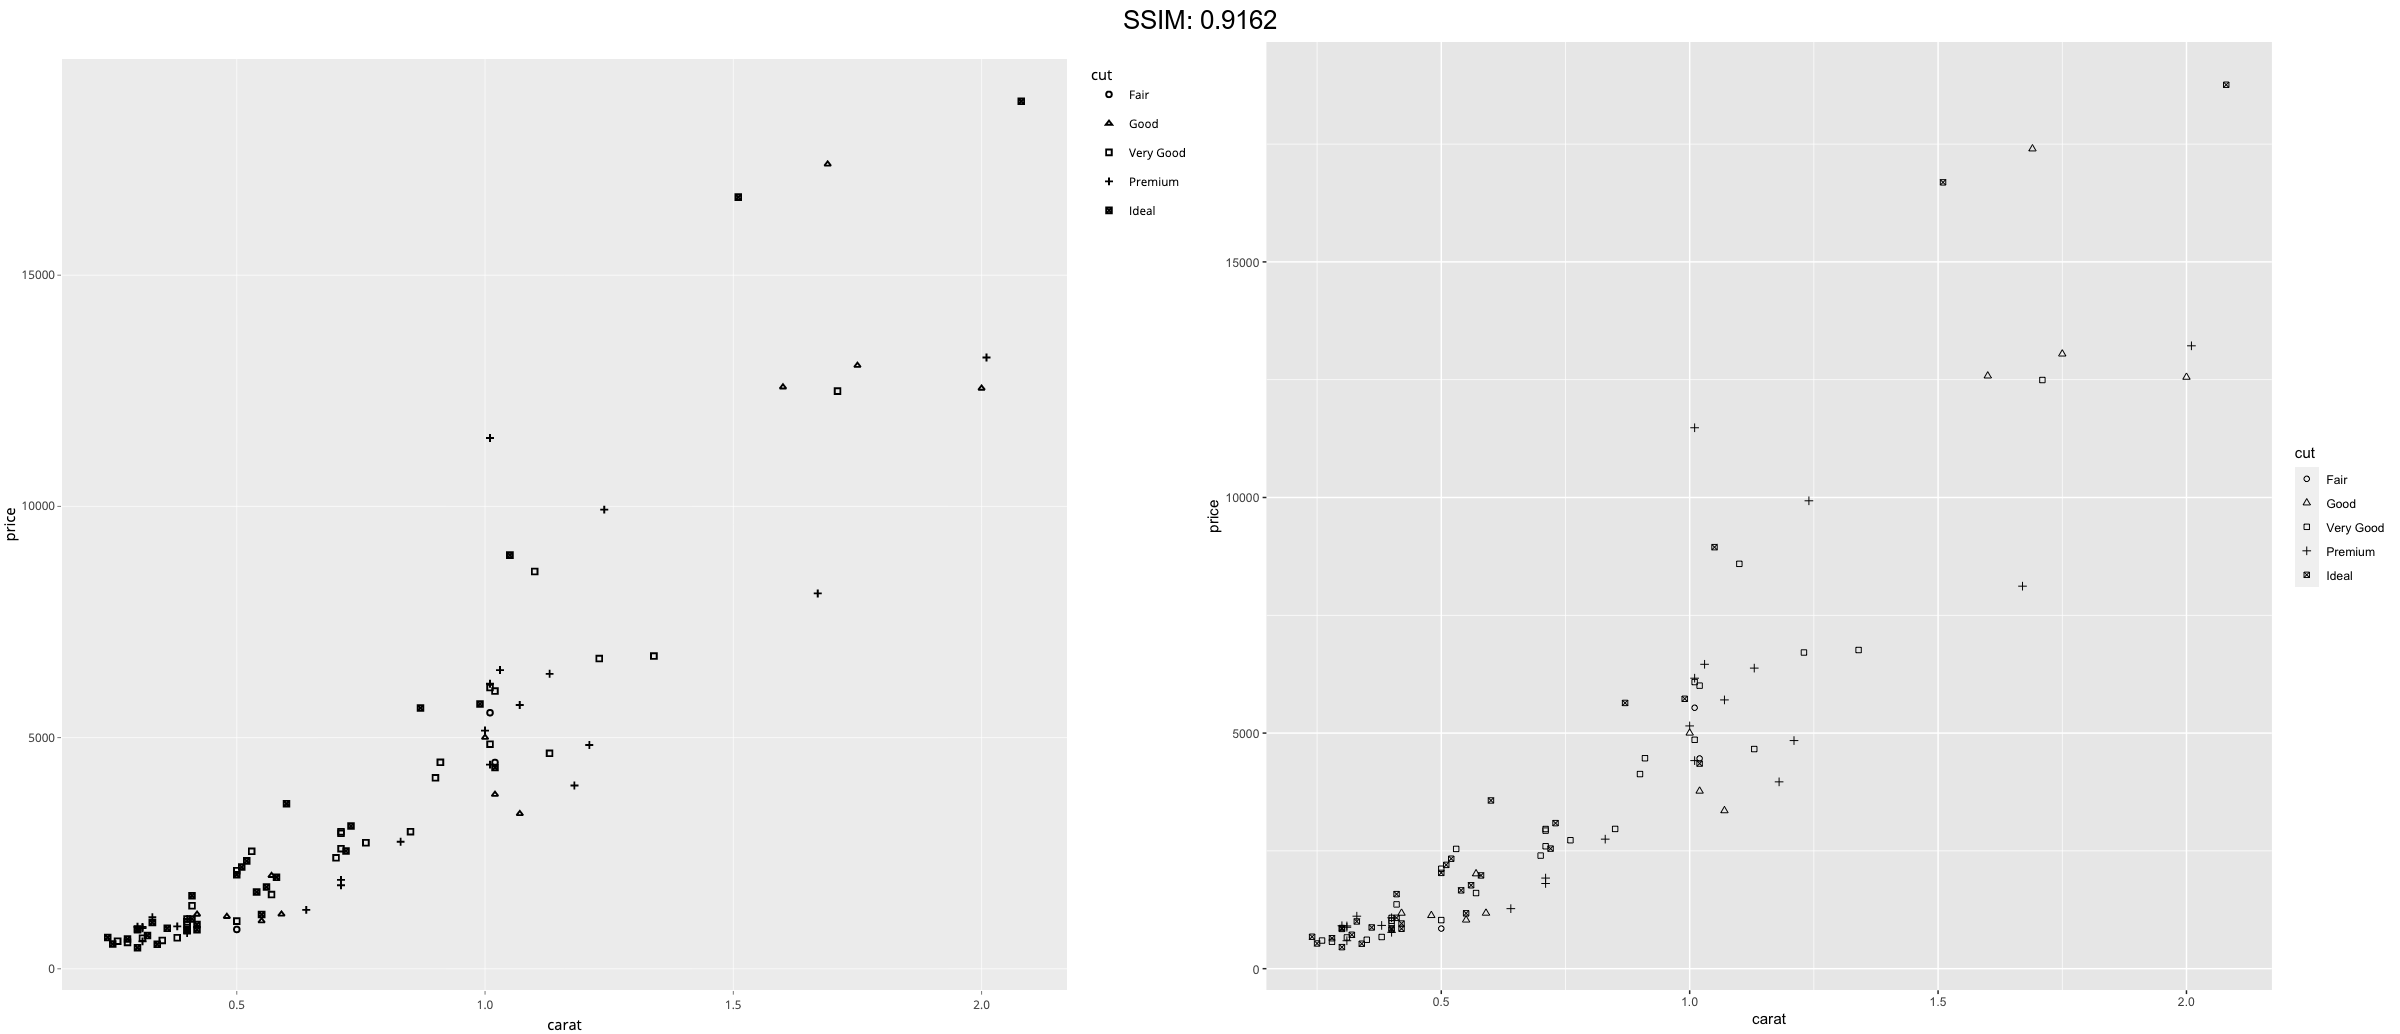 SSIM: 0.9162
cut
Fair
Good
Very Good
Premium
Ideal
15000
10000
5000
0
price
0.5 1.0 1.5 2.0
carat
15000
10000
5000
0
price
0.5 1.0 1.5 2.0
carat
cut
Fair
Good
Very Good
Premium
Ideal